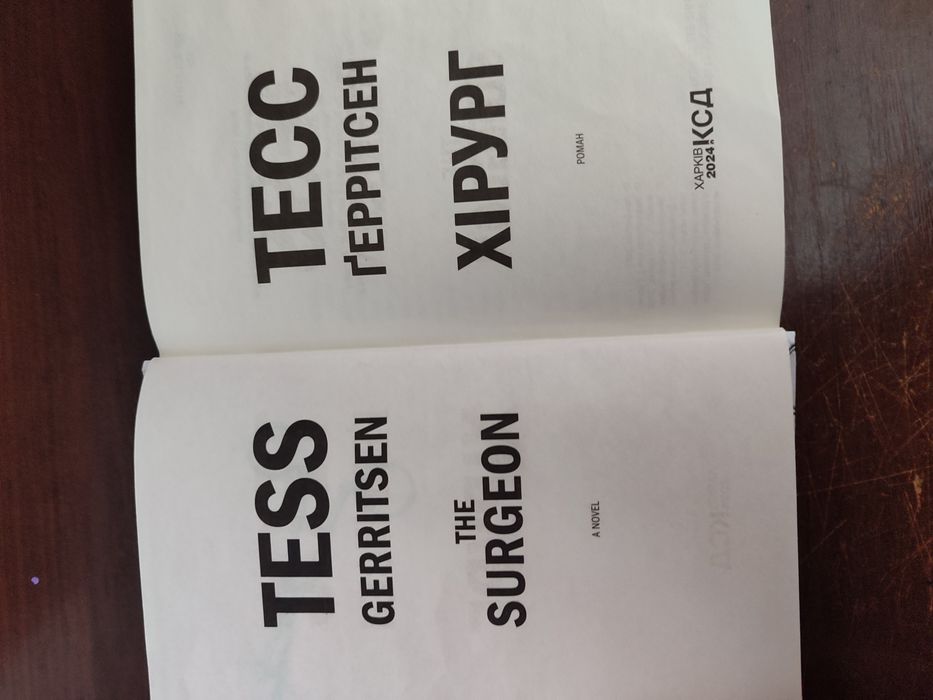 TESS
GERRITSEN
THE
SURGEON
A NOVEL
ТЕСС
ҐЕРРІТСЕН
ХІРУРГ
РОМАН
ХАРКІВ КСД
2024